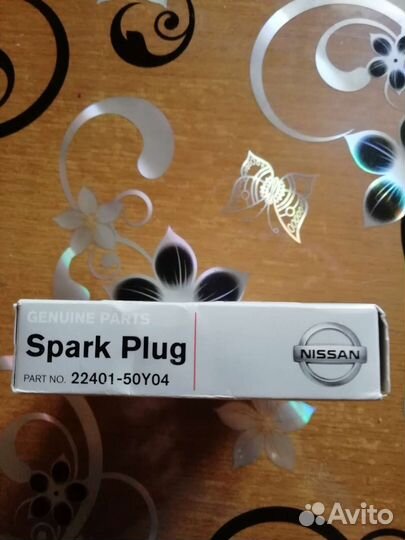 GENUINE PARTS
Spark Plug
PART NO. 22401-50Y04
NISSAN
Avito